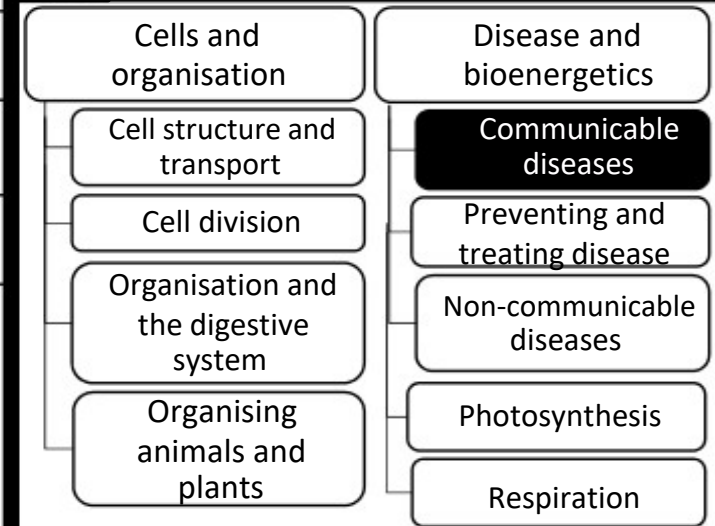 Cells and
organisation
Cell structure and
transport
Cell division
Organisation and
the digestive
system
Organising
animals and
plants
Disease and
bioenergetics
Communicable
diseases
Preventing and
treating disease
Non-communicable
diseases
Photosynthesis
Respiration